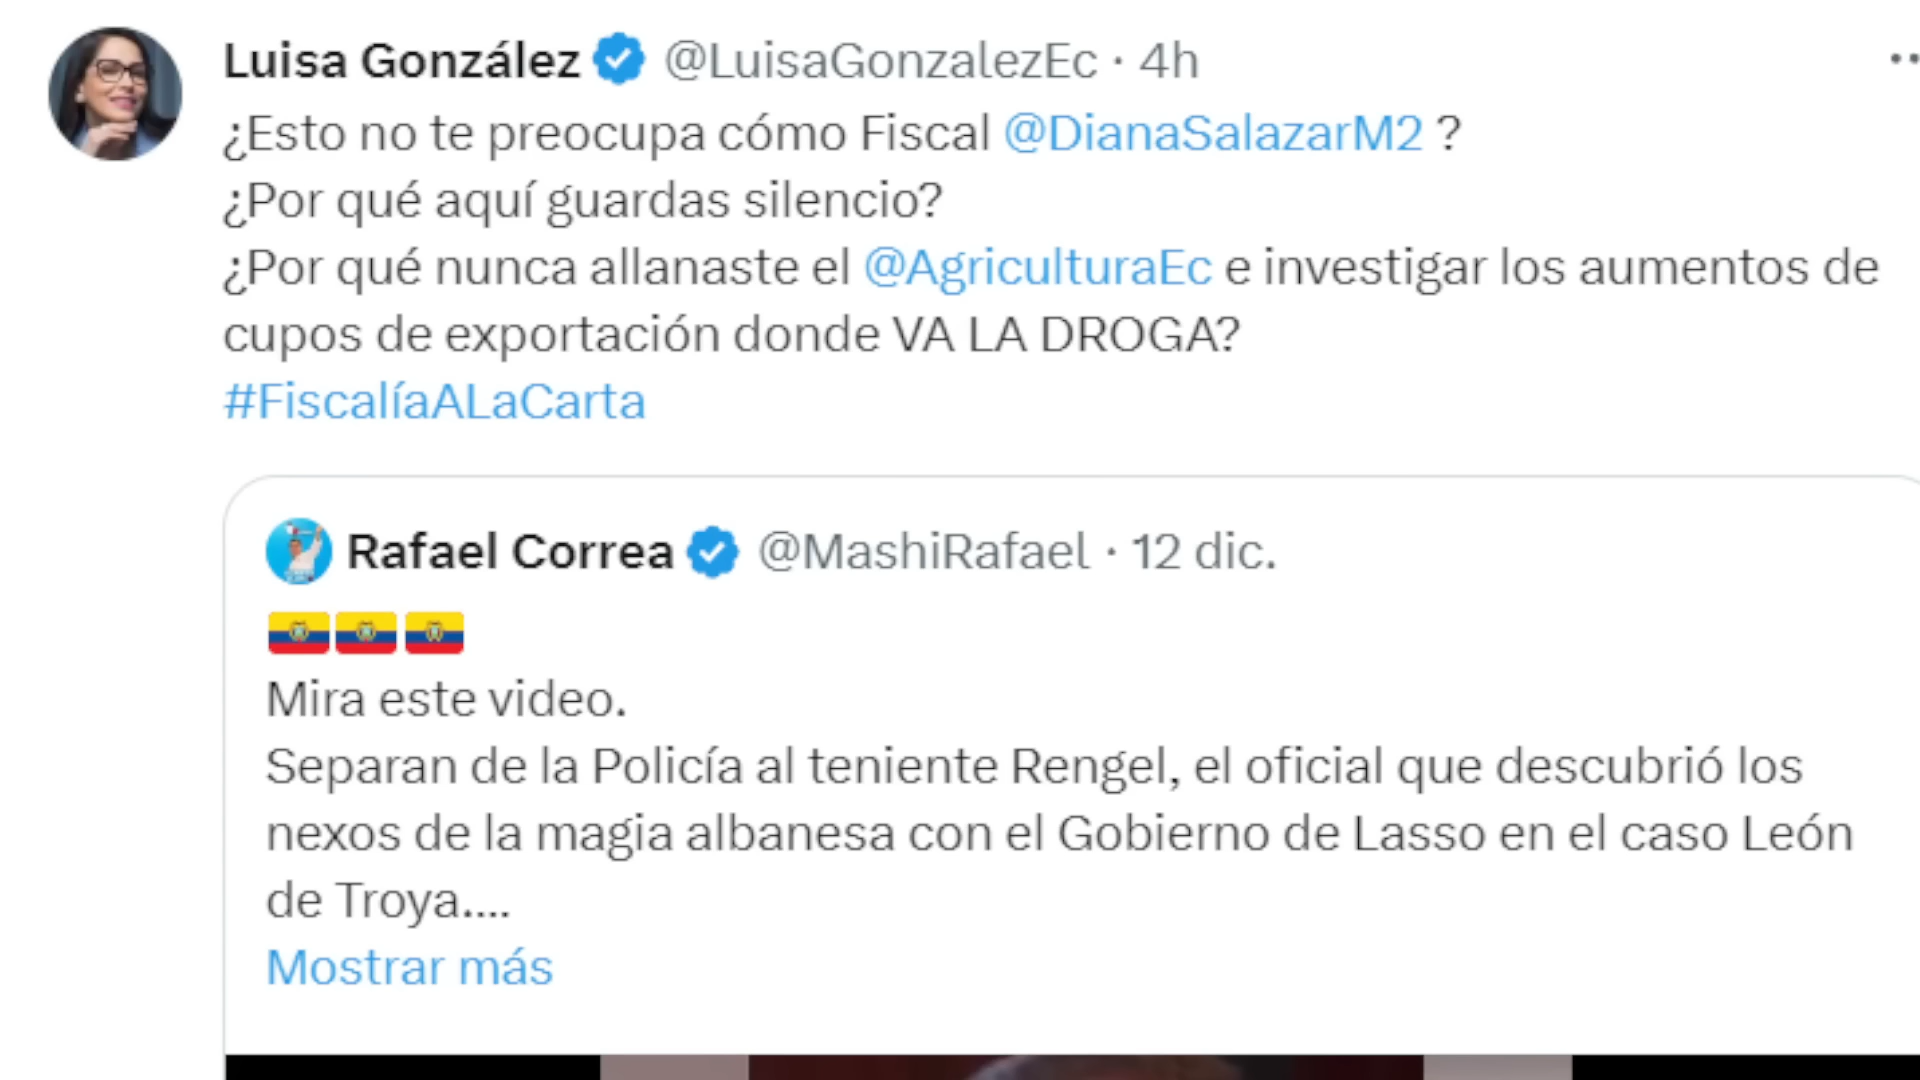 Luisa González @LuisaGonzalezEc · 4h
¿Esto no te preocupa cómo Fiscal @DianaSalazarM2 ?
¿Por qué aquí guardas silencio?
¿Por qué nunca allanaste el @AgriculturaEc e investigar los aumentos de
cupos de exportación donde VA LA DROGA?
#FiscalíaALaCarta
Rafael Correa @MashiRafael · 12 dic.
Mira este video.
Separan de la Policía al teniente Rengel, el oficial que descubrió los
nexos de la magia albanesa con el Gobierno de Lasso en el caso León
de Troya....
Mostrar más